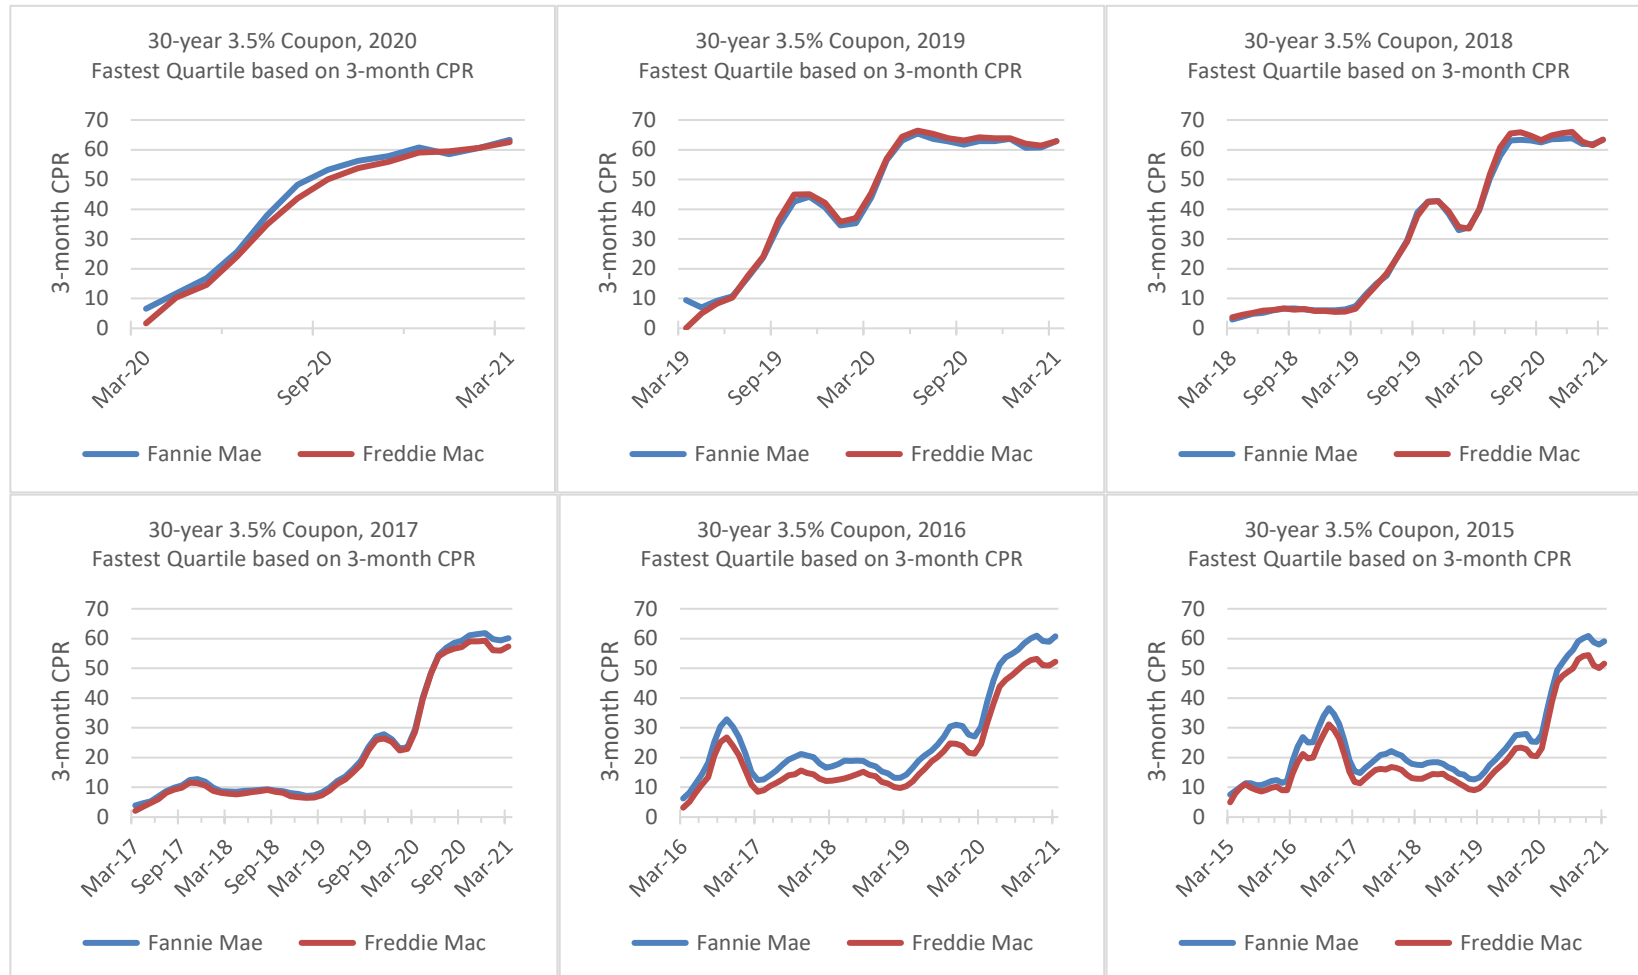 30-year 3.5% Coupon, 2020
Fastest Quartile based on 3-month CPR
3-month CPR
70
60
50
40
30
20
10
0
Mar-20
Sep-20
Mar-21
Fannie Mae
Freddie Mac
30-year 3.5% Coupon, 2019
Fastest Quartile based on 3-month CPR
3-month CPR
70
60
50
40
30
20
10
0
Mar-19
Sep-19
Mar-20
Sep-20
Mar-21
Fannie Mae
Freddie Mac
30-year 3.5% Coupon, 2018
Fastest Quartile based on 3-month CPR
3-month CPR
70
60
50
40
30
20
10
0
Mar-18
Sep-18
Mar-19
Sep-19
Mar-20
Sep-20
Mar-21
Fannie Mae
Freddie Mac
30-year 3.5% Coupon, 2017
Fastest Quartile based on 3-month CPR
3-month CPR
70
60
50
40
30
20
10
0
Mar-17
Sep-17
Mar-18
Sep-18
Mar-19
Sep-19
Mar-20
Sep-20
Mar-21
Fannie Mae
Freddie Mac
30-year 3.5% Coupon, 2016
Fastest Quartile based on 3-month CPR
3-month CPR
70
60
50
40
30
20
10
0
Mar-16
Mar-17
Mar-18
Mar-19
Mar-20
Mar-21
Fannie Mae
Freddie Mac
30-year 3.5% Coupon, 2015
Fastest Quartile based on 3-month CPR
3-month CPR
70
60
50
40
30
20
10
0
Mar-15
Mar-16
Mar-17
Mar-18
Mar-19
Mar-20
Mar-21
Fannie Mae
Freddie Mac